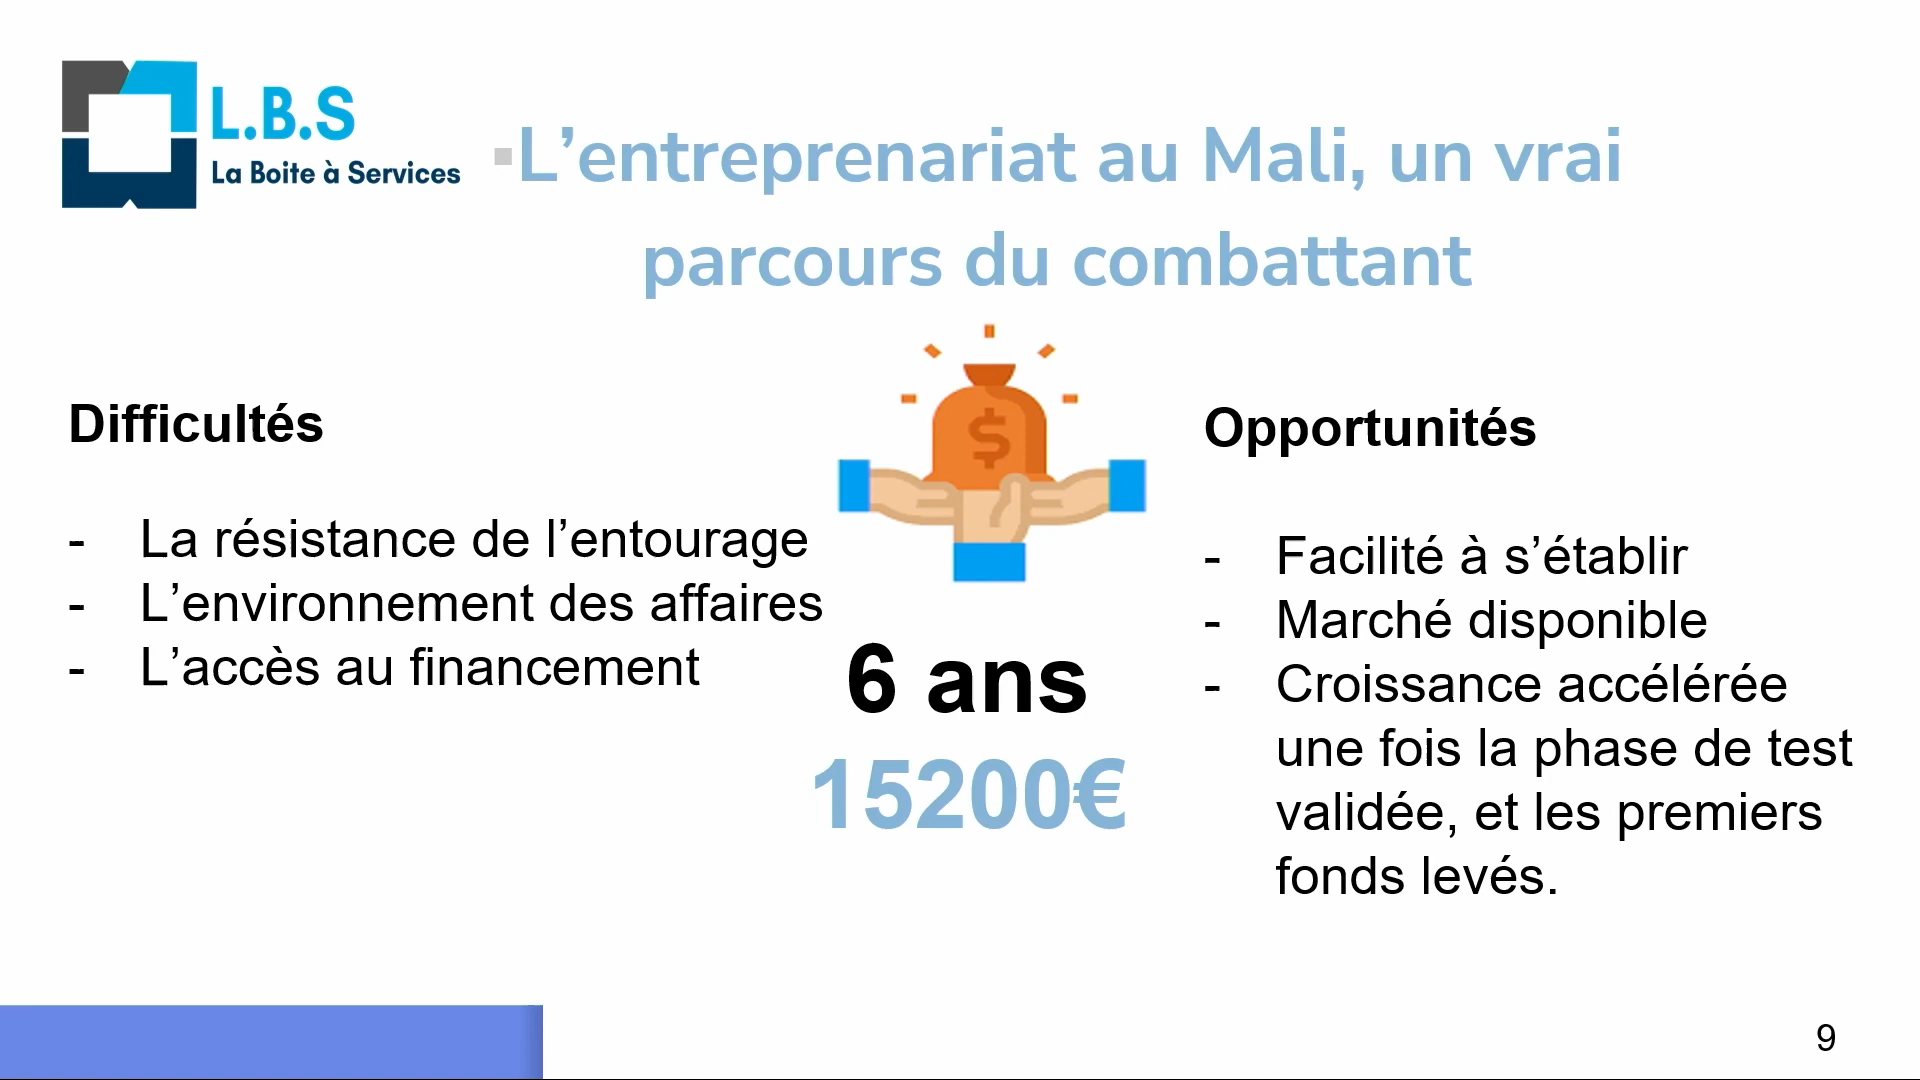 L.B.S
La Boite à Services
▪L’entreprenariat au Mali, un vrai
parcours du combattant
Difficultés
- La résistance de l’entourage
- L’environnement des affaires
- L’accès au financement
$
6 ans
15200€
Opportunités
- Facilité à s’établir
- Marché disponible
- Croissance accélérée
une fois la phase de test
validée, et les premiers
fonds levés.
9